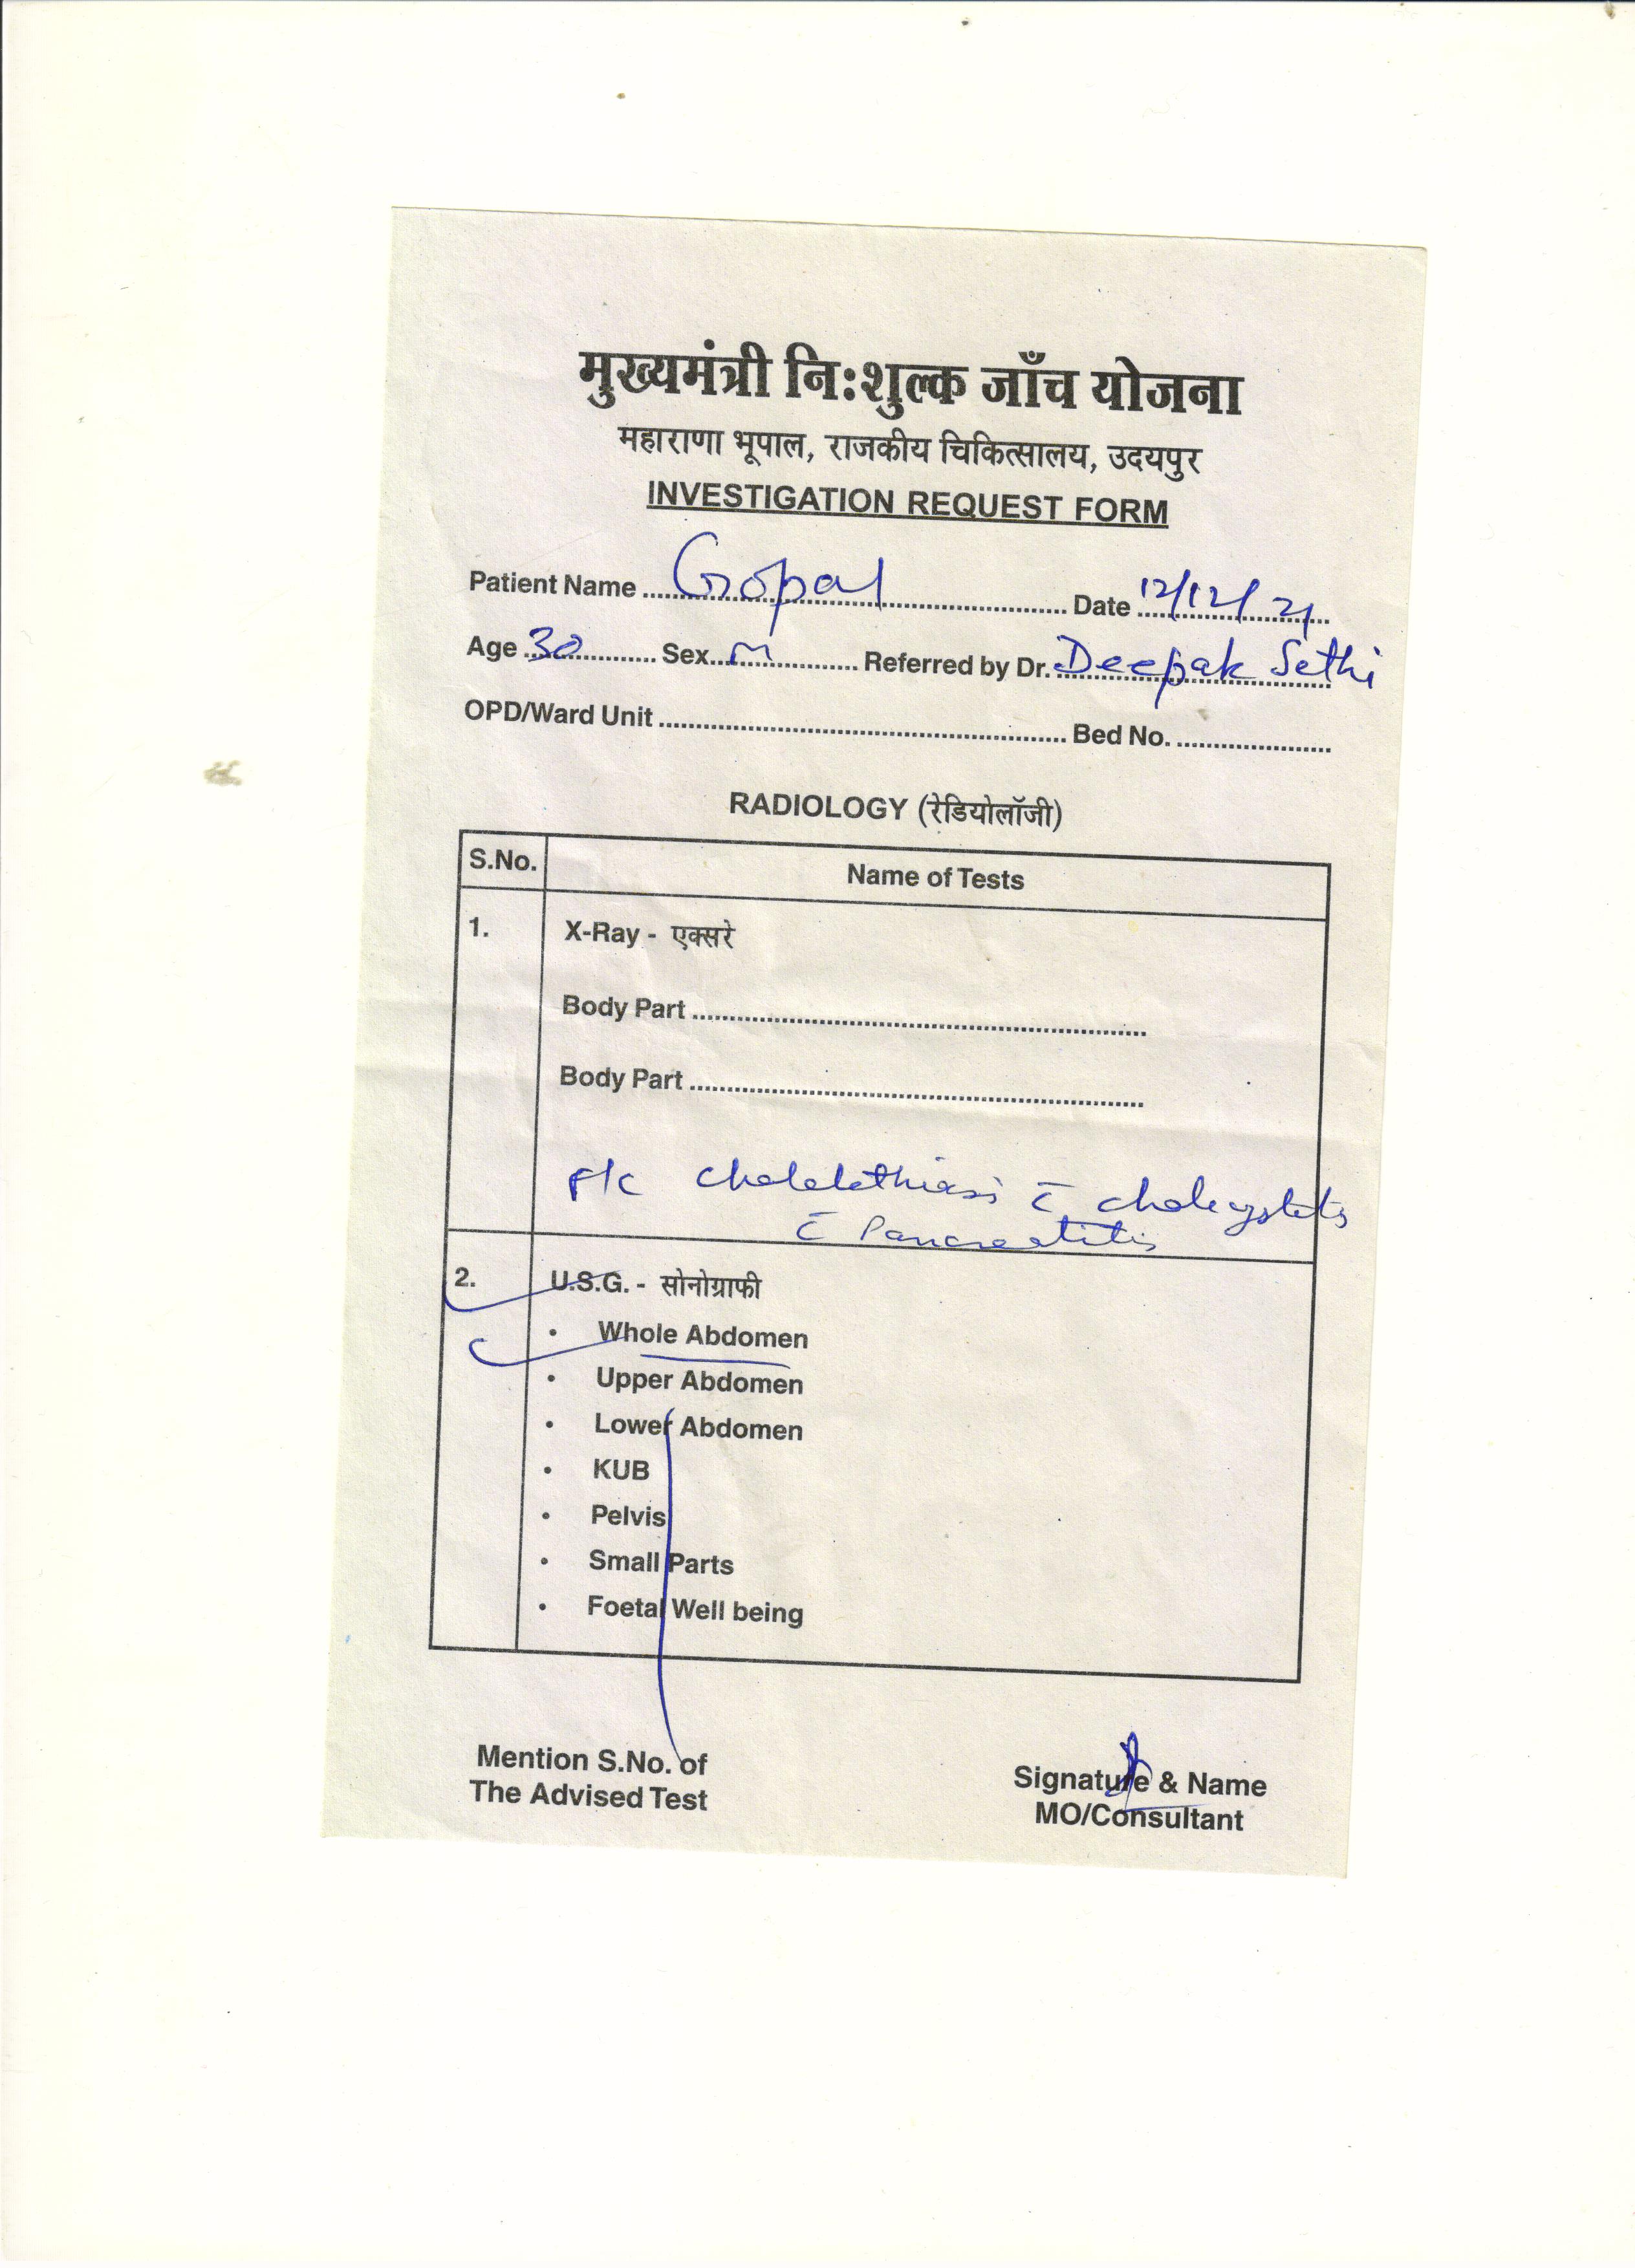 मुख्यमंत्री निःशुल्क जाँच योजना
महाराणा भूपाल, राजकीय चिकित्सालय, उदयपुर
INVESTIGATION REQUEST FORM
Patient Name Gopal Date 12/12/21
Age 30 Sex M Referred by Dr. Deepak Sethi
OPD/Ward Unit Bed No.
RADIOLOGY (रेडियोलॉजी)
S.No. Name of Tests
1. X-Ray - एक्सरे
Body Part
Body Part
F/c Cholelethiasis c̄ cholecystitis
c̄ Pancreatitis
2. U.S.G. - सोनोग्राफी
• Whole Abdomen
• Upper Abdomen
• Lower Abdomen
• KUB
• Pelvis
• Small Parts
• Foetal Well being
Mention S.No. of
The Advised Test
Signature & Name
MO/Consultant